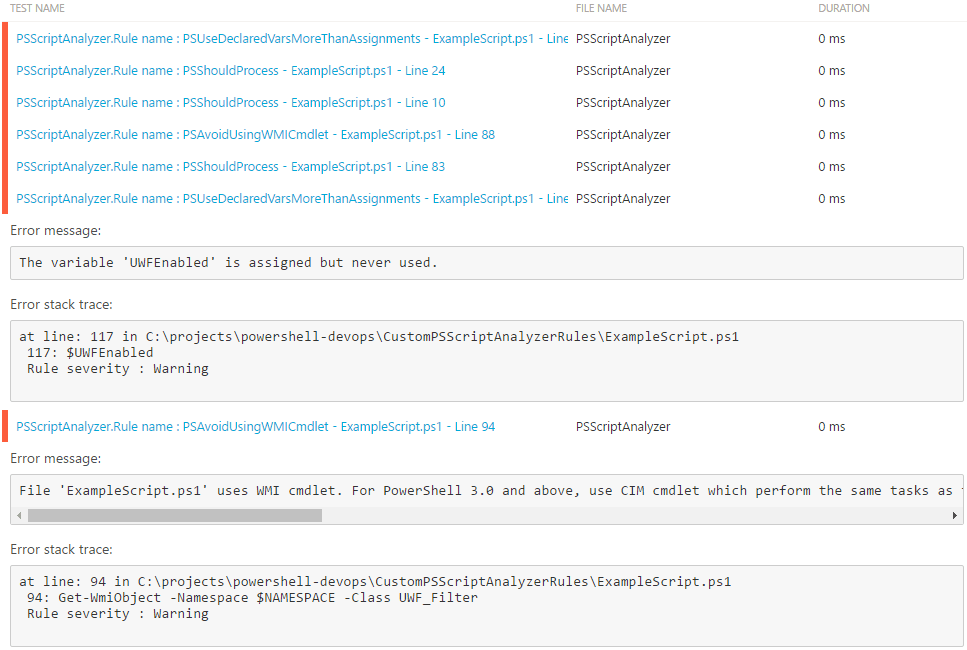 TEST NAME FILE NAME DURATION
PSScriptAnalyzer.Rule name : PSUseDeclaredVarsMoreThanAssignments - ExampleScript.ps1 - Line PSScriptAnalyzer 0 ms
PSScriptAnalyzer.Rule name : PSShouldProcess - ExampleScript.ps1 - Line 24 PSScriptAnalyzer 0 ms
PSScriptAnalyzer.Rule name : PSShouldProcess - ExampleScript.ps1 - Line 10 PSScriptAnalyzer 0 ms
PSScriptAnalyzer.Rule name : PSAvoidUsingWMICmdlet - ExampleScript.ps1 - Line 88 PSScriptAnalyzer 0 ms
PSScriptAnalyzer.Rule name : PSShouldProcess - ExampleScript.ps1 - Line 83 PSScriptAnalyzer 0 ms
PSScriptAnalyzer.Rule name : PSUseDeclaredVarsMoreThanAssignments - ExampleScript.ps1 - Line PSScriptAnalyzer 0 ms
Error message:
The variable 'UWFEnabled' is assigned but never used.
Error stack trace:
at line: 117 in C:\projects\powershell-devops\CustomPSScriptAnalyzerRules\ExampleScript.ps1
117: $UWFEnabled
Rule severity : Warning
PSScriptAnalyzer.Rule name : PSAvoidUsingWMICmdlet - ExampleScript.ps1 - Line 94 PSScriptAnalyzer 0 ms
Error message:
File 'ExampleScript.ps1' uses WMI cmdlet. For PowerShell 3.0 and above, use CIM cmdlet which perform the same tasks as
Error stack trace:
at line: 94 in C:\projects\powershell-devops\CustomPSScriptAnalyzerRules\ExampleScript.ps1
94: Get-WmiObject -Namespace $NAMESPACE -Class UWF_Filter
Rule severity : Warning